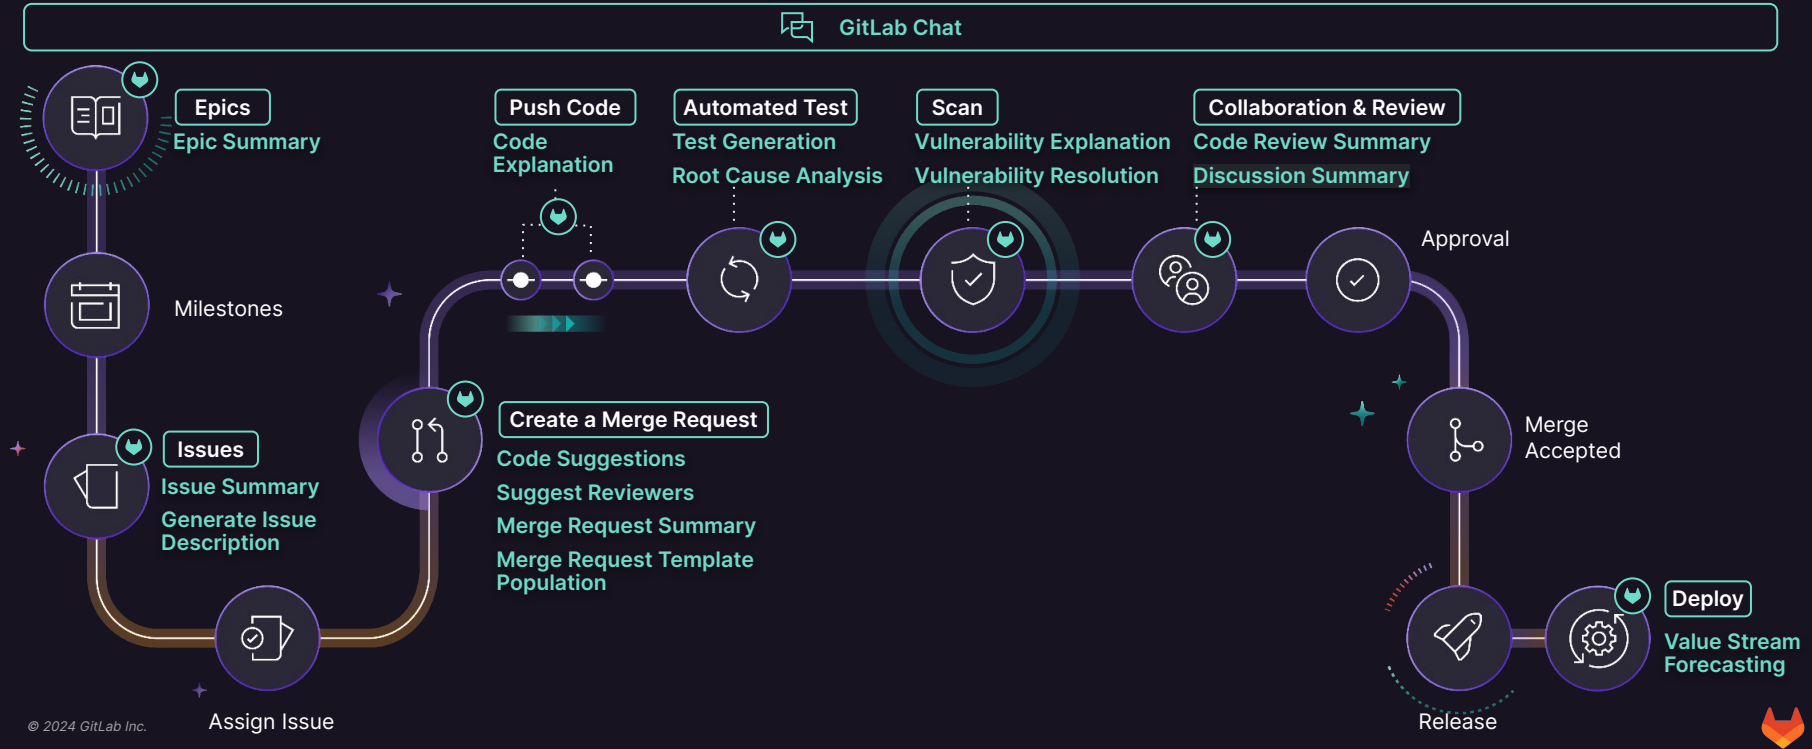 GitLab Chat
Epics
Epic Summary
Milestones
Issues
Issue Summary
Generate Issue
Description
Assign Issue
Create a Merge Request
Code Suggestions
Suggest Reviewers
Merge Request Summary
Merge Request Template
Population
Push Code
Code
Explanation
Automated Test
Test Generation
Root Cause Analysis
Scan
Vulnerability Explanation
Vulnerability Resolution
Collaboration & Review
Code Review Summary
Discussion Summary
Approval
Merge
Accepted
Release
Deploy
Value Stream
Forecasting
© 2024 GitLab Inc.